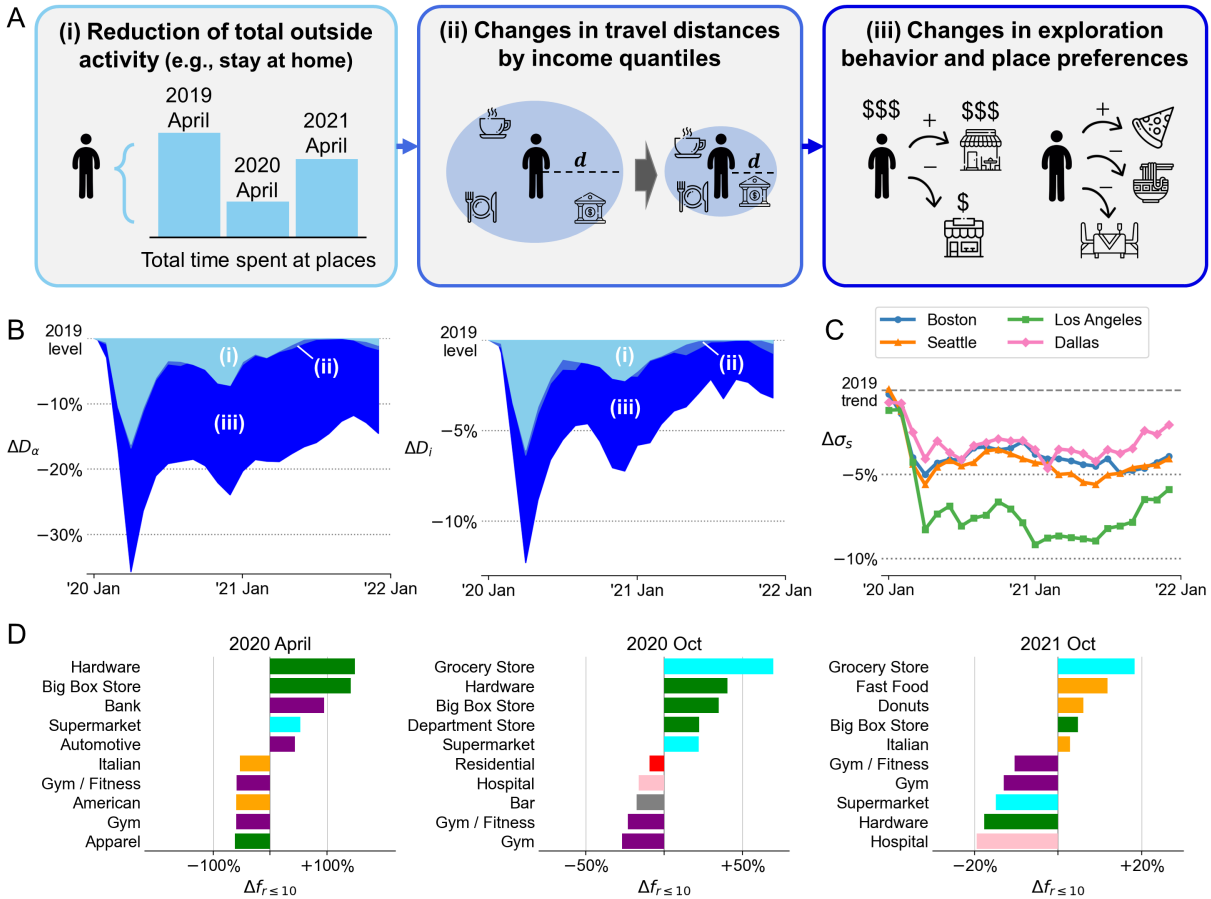 A
(i) Reduction of total outside
activity (e.g., stay at home)
2019
April
2020
April
2021
April
Total time spent at places
(ii) Changes in travel distances
by income quantiles
d
d
(iii) Changes in exploration
behavior and place preferences
$$$
$$$
+
−
$
+
−
−
B
2019
level
−10%
ΔDα
−20%
−30%
(i)
(ii)
(iii)
'20 Jan
'21 Jan
'22 Jan
2019
level
−5%
ΔDi
−10%
(i)
(ii)
(iii)
'20 Jan
'21 Jan
'22 Jan
C
Boston
Seattle
Los Angeles
Dallas
2019
trend
Δσs
−5%
−10%
'20 Jan
'21 Jan
'22 Jan
D
2020 April
Hardware
Big Box Store
Bank
Supermarket
Automotive
Italian
Gym / Fitness
American
Gym
Apparel
−100%
+100%
Δfr≤10
2020 Oct
Grocery Store
Hardware
Big Box Store
Department Store
Supermarket
Residential
Hospital
Bar
Gym / Fitness
Gym
−50%
+50%
Δfr≤10
2021 Oct
Grocery Store
Fast Food
Donuts
Big Box Store
Italian
Gym / Fitness
Gym
Supermarket
Hardware
Hospital
−20%
+20%
Δfr≤10